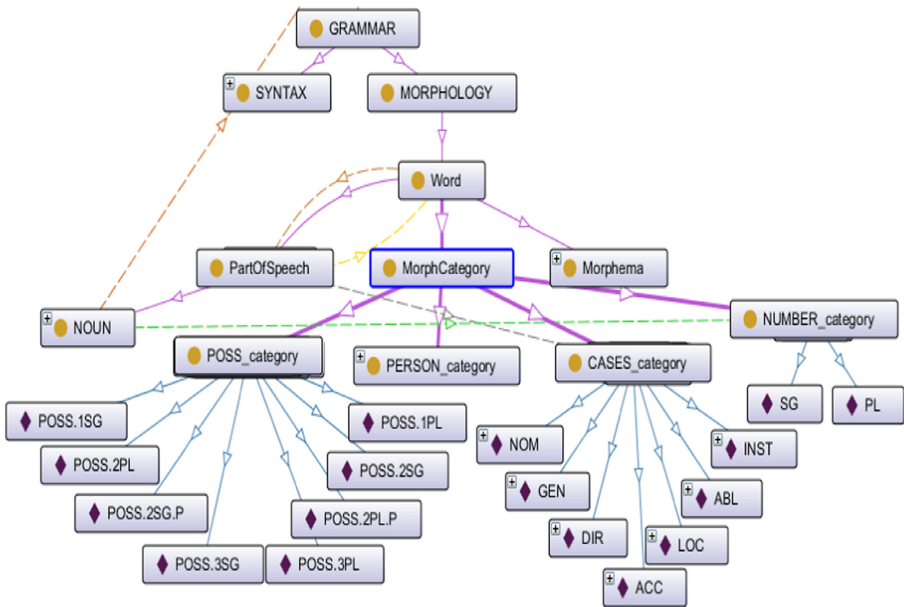 GRAMMAR
SYNTAX
MORPHOLOGY
Word
PartOfSpeech
MorphCategory
Morphema
NOUN
NUMBER_category
POSS_category
PERSON_category
CASES_category
SG
PL
POSS.1SG
POSS.1PL
NOM
INST
POSS.2PL
POSS.2SG
GEN
ABL
POSS.2SG.P
POSS.2PL.P
DIR
LOC
POSS.3SG
POSS.3PL
ACC